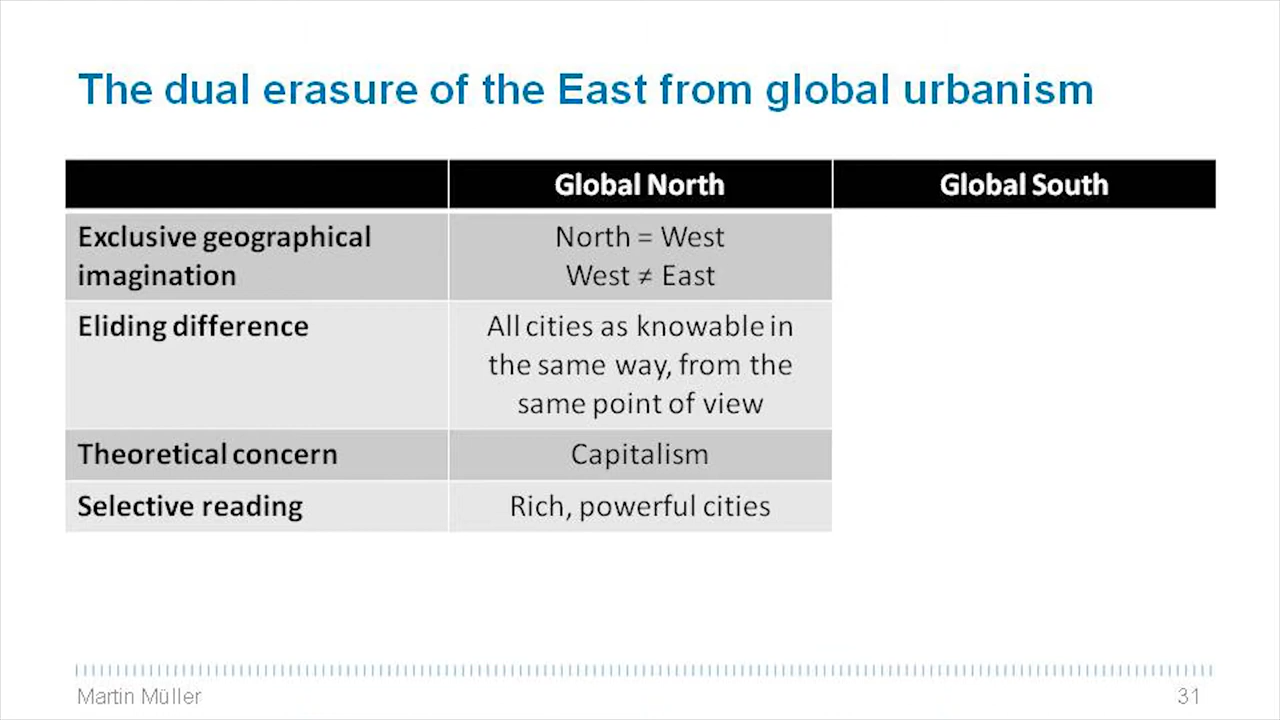 The dual erasure of the East from global urbanism
Global North
Global South
Exclusive geographical
imagination
North = West
West ≠ East
Eliding difference
All cities as knowable in
the same way, from the
same point of view
Theoretical concern
Capitalism
Selective reading
Rich, powerful cities
Martin Müller
31